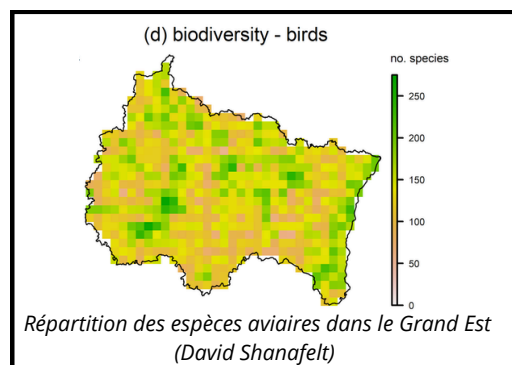 (d) biodiversity - birds
no. species
250
200
150
100
50
0
Répartition des espèces aviaires dans le Grand Est
(David Shanafelt)